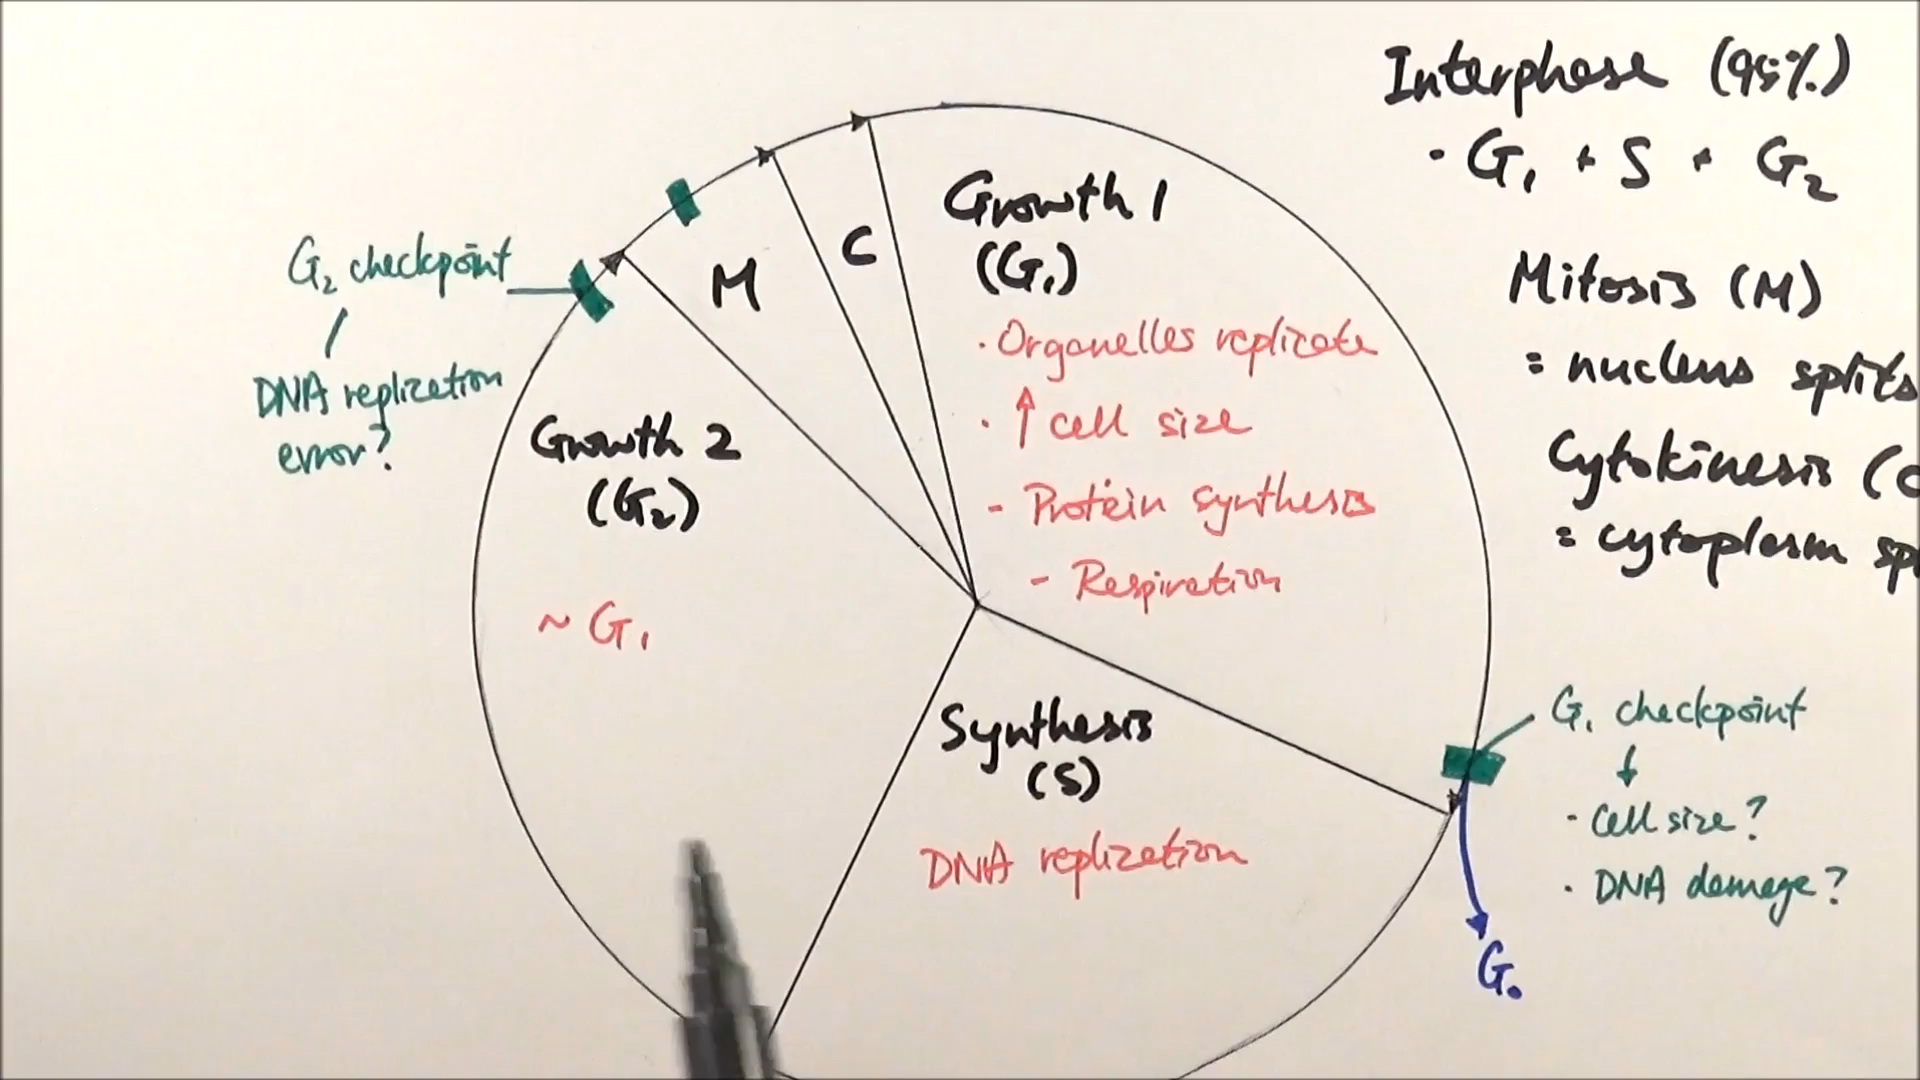 Interphase (95%)
· G₁ + S + G₂
Mitosis (M)
= nucleus splits
Cytokinesis (C
= cytoplasm sp
Growth 1
(G₁)
· Organelles replicate
· ↑ cell size
- Protein synthesis
- Respiration
C
M
G₂ checkpoint
DNA replication
error?
Growth 2
(G₂)
~ G₁
Synthesis
(S)
DNA replication
G₁ checkpoint
↓
· Cell size?
· DNA damage?
G₀